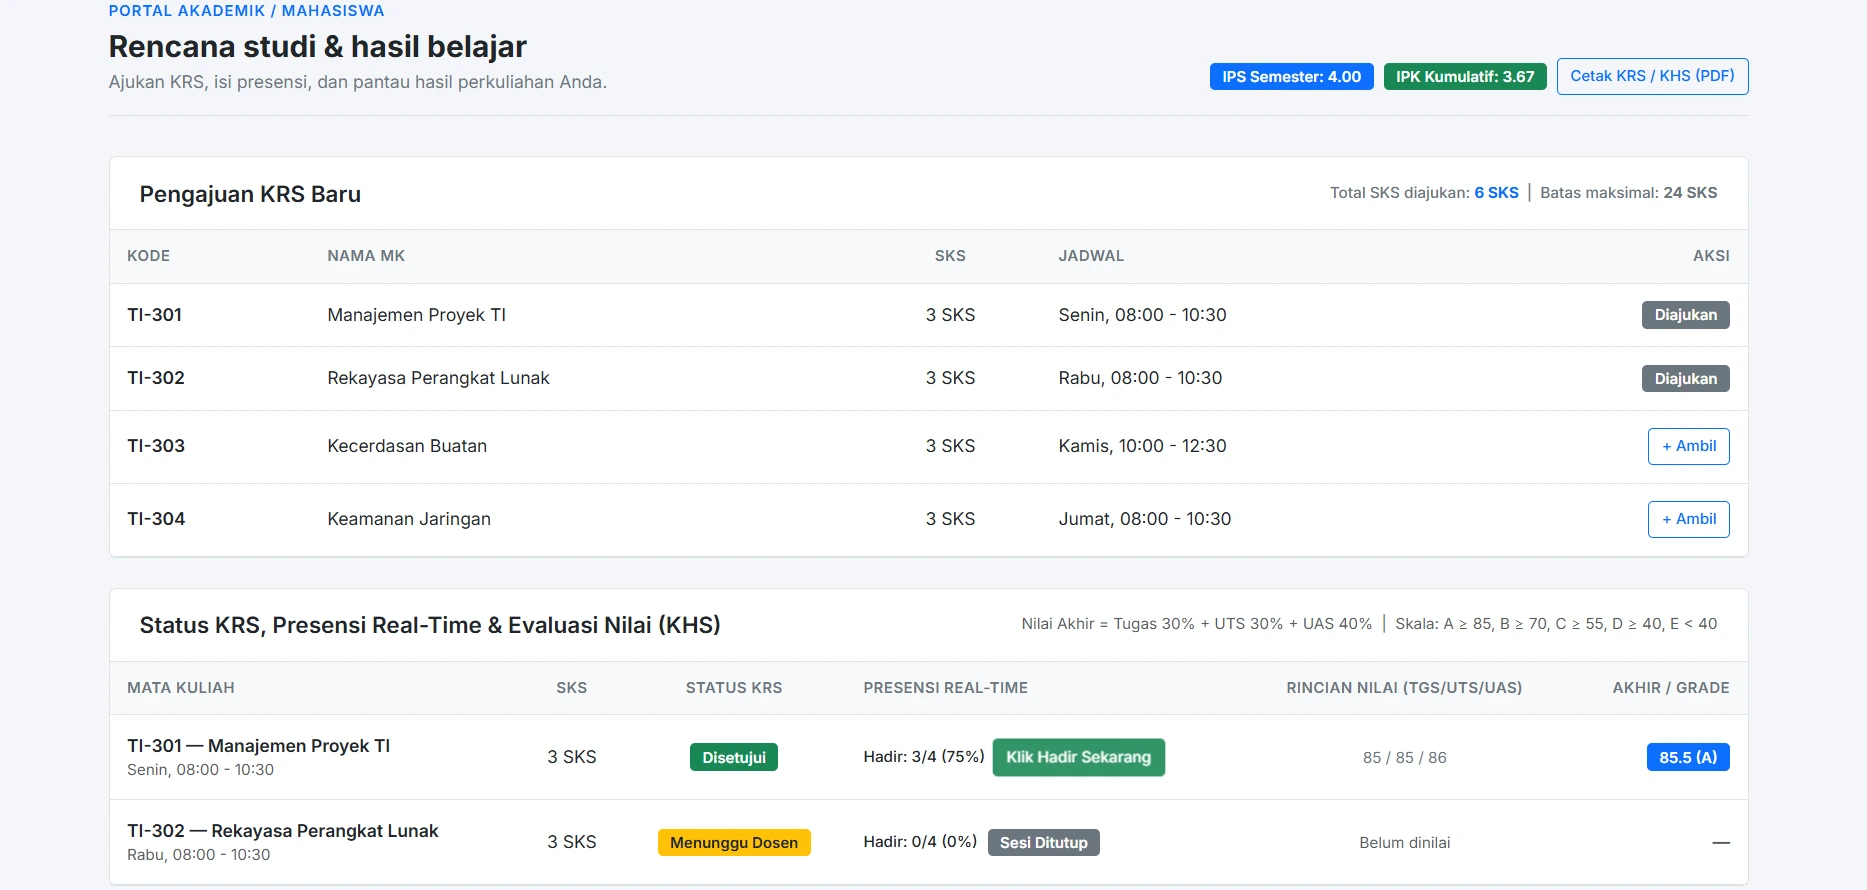 PORTAL AKADEMIK / MAHASISWA
Rencana studi & hasil belajar
Ajukan KRS, isi presensi, dan pantau hasil perkuliahan Anda.
IPS Semester: 4.00
IPK Kumulatif: 3.67
Cetak KRS / KHS (PDF)
Pengajuan KRS Baru
Total SKS diajukan: 6 SKS | Batas maksimal: 24 SKS
KODE NAMA MK SKS JADWAL AKSI
TI-301 Manajemen Proyek TI 3 SKS Senin, 08:00 - 10:30 Diajukan
TI-302 Rekayasa Perangkat Lunak 3 SKS Rabu, 08:00 - 10:30 Diajukan
TI-303 Kecerdasan Buatan 3 SKS Kamis, 10:00 - 12:30 + Ambil
TI-304 Keamanan Jaringan 3 SKS Jumat, 08:00 - 10:30 + Ambil
Status KRS, Presensi Real-Time & Evaluasi Nilai (KHS)
Nilai Akhir = Tugas 30% + UTS 30% + UAS 40% | Skala: A ≥ 85, B ≥ 70, C ≥ 55, D ≥ 40, E < 40
MATA KULIAH SKS STATUS KRS PRESENSI REAL-TIME RINCIAN NILAI (TGS/UTS/UAS) AKHIR / GRADE
TI-301 — Manajemen Proyek TI 3 SKS Disetujui Hadir: 3/4 (75%) Klik Hadir Sekarang 85 / 85 / 86 85.5 (A)
Senin, 08:00 - 10:30
TI-302 — Rekayasa Perangkat Lunak 3 SKS Menunggu Dosen Hadir: 0/4 (0%) Sesi Ditutup Belum dinilai —
Rabu, 08:00 - 10:30